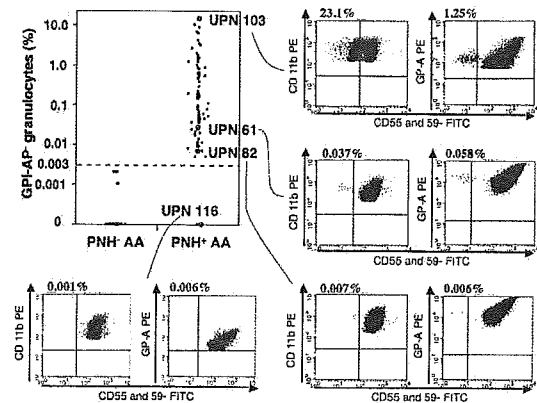 GPI-AP⁻ granulocytes (%)
10.0
1.0
0.1
0.01
0.003
0.001
0
PNH⁻ AA
PNH⁺ AA
UPN 103
UPN 61
UPN 82
UPN 116
23.1%
CD 11b PE
1.25%
GP-A PE
CD55 and 59- FITC
0.037%
CD 11b PE
0.058%
GP-A PE
CD55 and 59- FITC
0.001%
CD 11b PE
0.006%
GP-A PE
CD55 and 59- FITC
0.007%
CD 11b PE
0.006%
GP-A PE
CD55 and 59- FITC